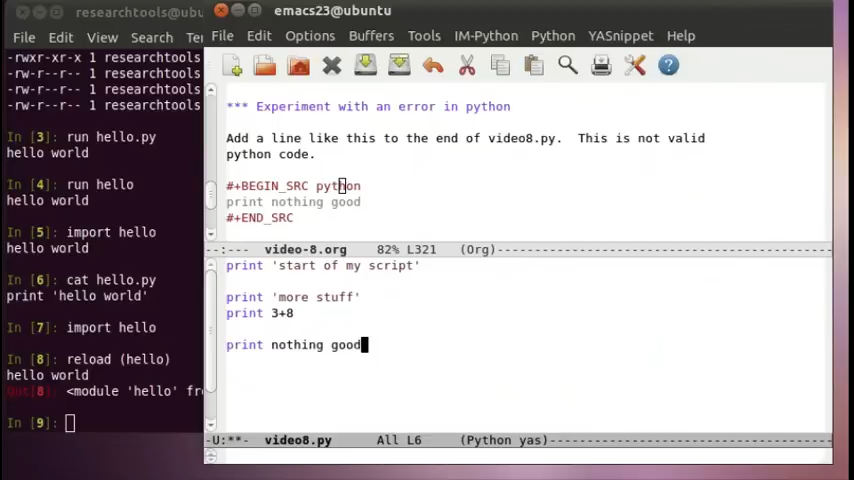 researchtools@ubu
File Edit View Search Te
-rwxr-xr-x 1 researchtools
-rw-r--r-- 1 researchtools
-rw-r--r-- 1 researchtools
-rw-r--r-- 1 researchtools
In [3]: run hello.py
hello world
In [4]: run hello
hello world
In [5]: import hello
hello world
In [6]: cat hello.py
print 'hello world'
In [7]: import hello
In [8]: reload (hello)
hello world
Out[8]: <module 'hello' fr
In [9]:
emacs23@ubuntu
File Edit Options Buffers Tools IM-Python Python YASnippet Help
*** Experiment with an error in python
Add a line like this to the end of video8.py. This is not valid
python code.
#+BEGIN_SRC python
print nothing good
#+END_SRC
--:--- video-8.org 82% L321 (Org)
print 'start of my script'
print 'more stuff'
print 3+8
print nothing good
-U:**- video8.py All L6 (Python yas)